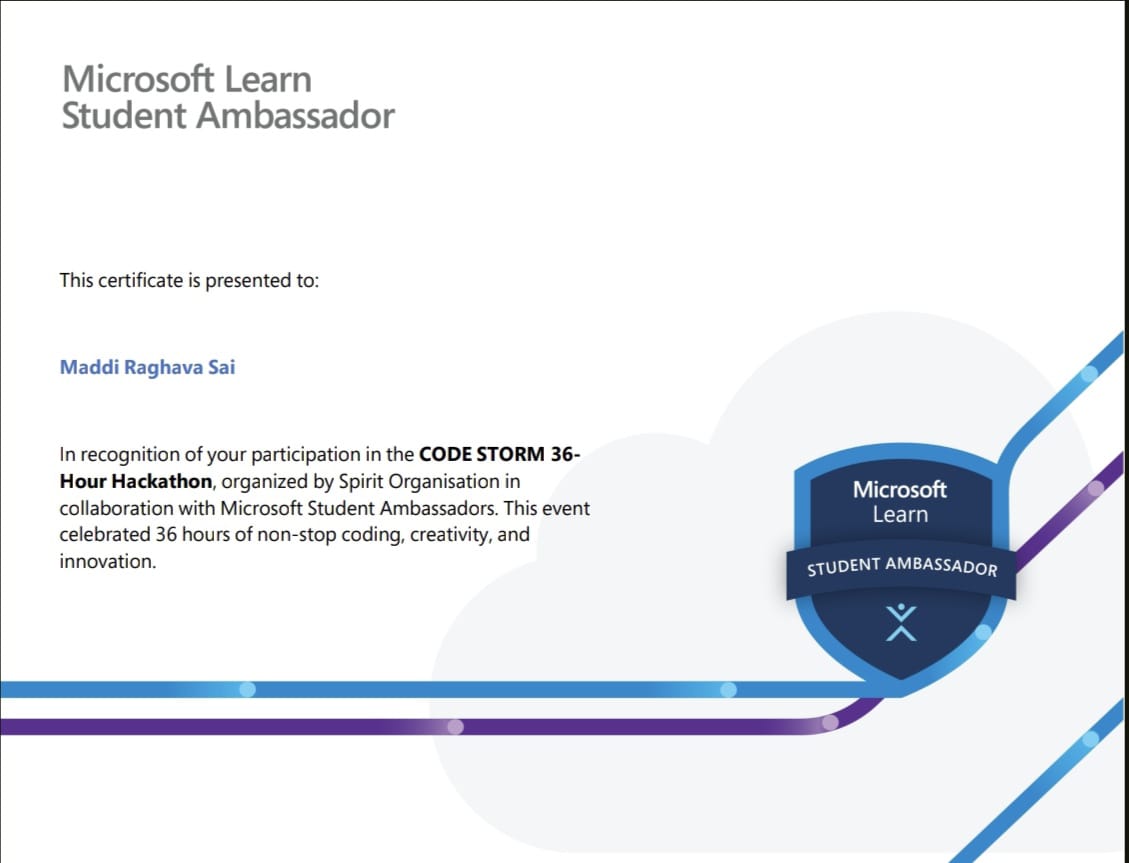 Microsoft Learn
Student Ambassador
This certificate is presented to:
Maddi Raghava Sai
In recognition of your participation in the CODE STORM 36-
Hour Hackathon, organized by Spirit Organisation in
collaboration with Microsoft Student Ambassadors. This event
celebrated 36 hours of non-stop coding, creativity, and
innovation.
Microsoft
Learn
STUDENT AMBASSADOR